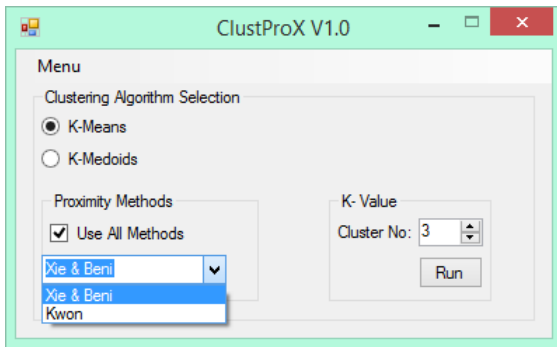 ClustProX V1.0
Menu
Clustering Algorithm Selection
K-Means
K-Medoids
Proximity Methods
Use All Methods
Xie & Beni
Xie & Beni
Kwon
K- Value
Cluster No: 3
Run